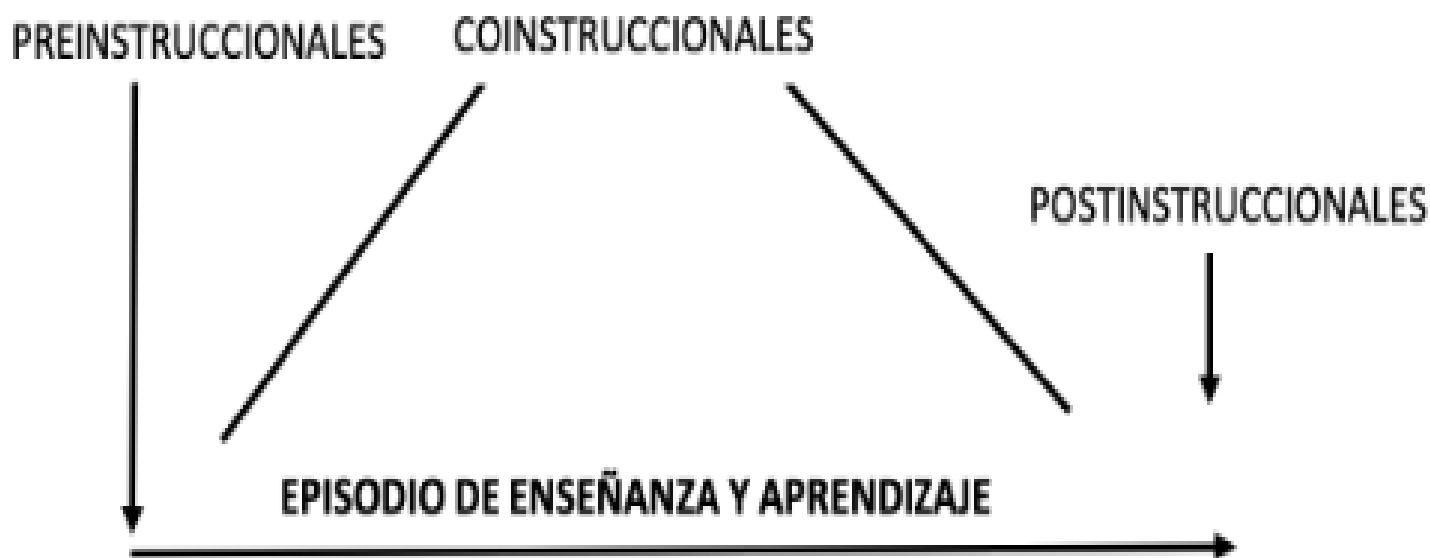 PREINSTRUCCIONALES
COINSTRUCCIONALES
POSTINSTRUCCIONALES
EPISODIO DE ENSEÑANZA Y APRENDIZAJE